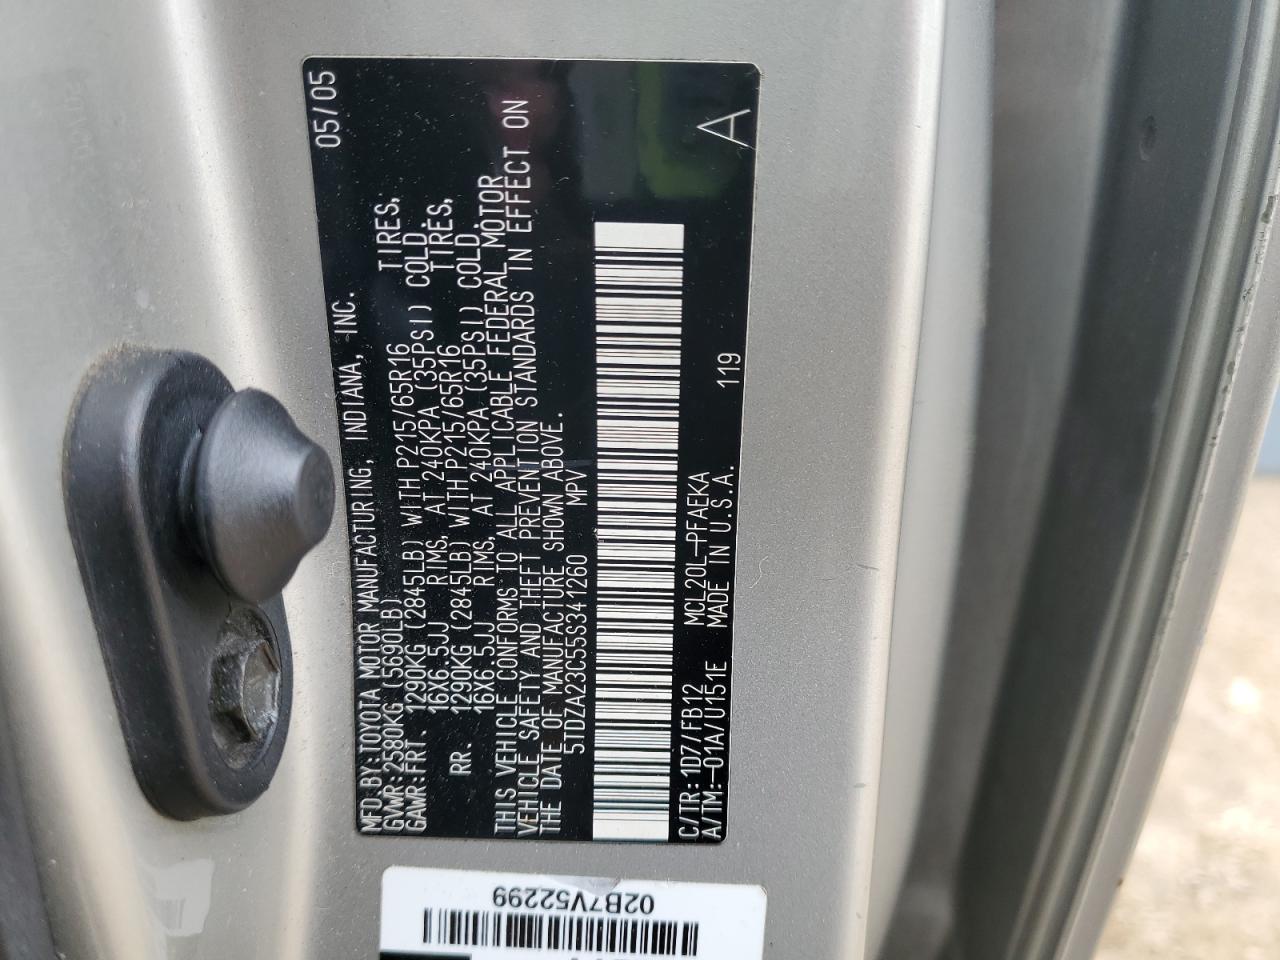 MFD.BY:TOYOTA MOTOR MANUFACTURING, INDIANA, INC. 05/05
GVWR:2580KG (5690LB)
GAWR:FRT. 1290KG (2845LB) WITH P215/65R16 TIRES,
16X6.5JJ RIMS, AT 240KPA (35PSI) COLD.
RR. 1290KG (2845LB) WITH P215/65R16 TIRES,
16X6.5JJ RIMS, AT 240KPA (35PSI) COLD.
THIS VEHICLE CONFORMS TO ALL APPLICABLE FEDERAL MOTOR
VEHICLE SAFETY AND THEFT PREVENTION STANDARDS IN EFFECT ON
THE DATE OF MANUFACTURE SHOWN ABOVE.
5TDZA23C55S341260 MPV
C/TR:1D7/FB12 MCL20L-PFAEKA 119 A
A/TM:-01A/U151E MADE IN U.S.A.
02B7V52299